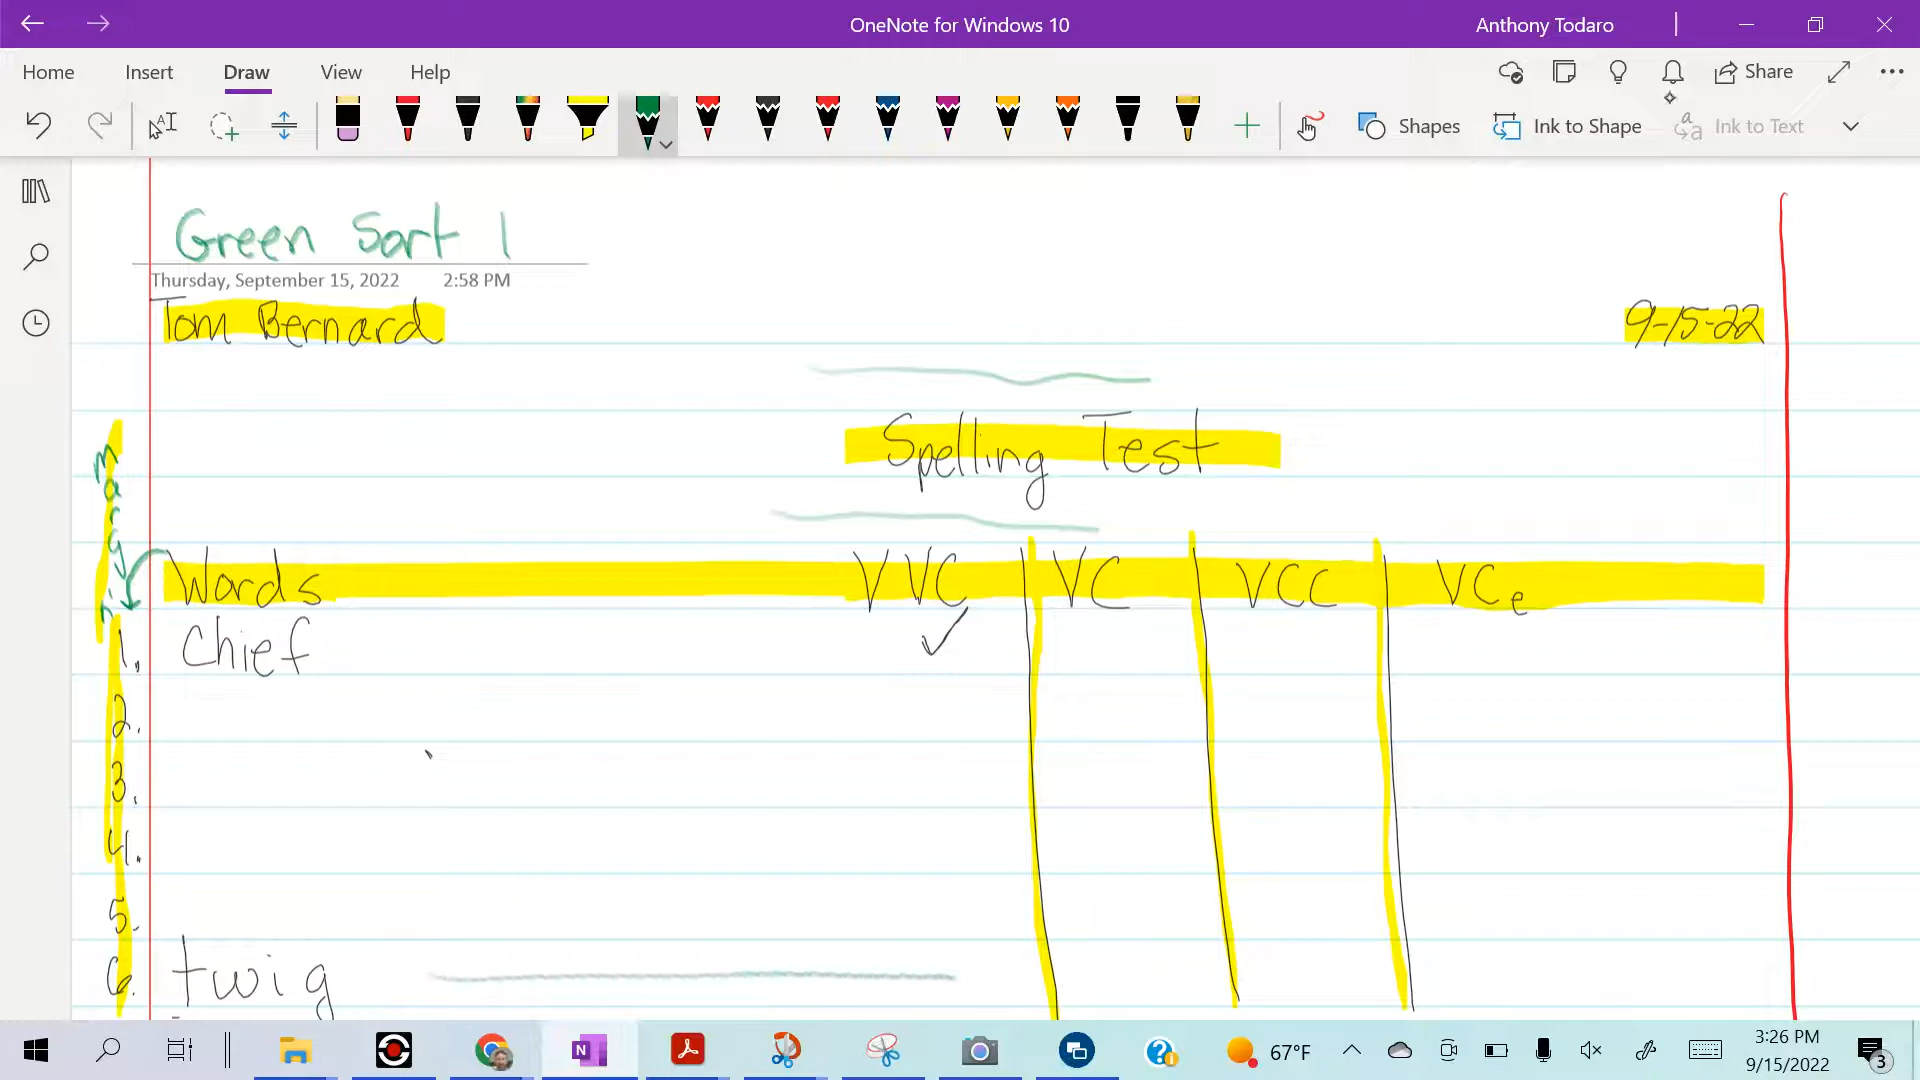 OneNote for Windows 10
Anthony Todaro
Home Insert Draw View Help
Share
Shapes
Ink to Shape
Ink to Text
Green Sort 1
Thursday, September 15, 2022 2:58 PM
Tom Bernard
9-15-22
Spelling Test
margin
Words VVC VC VCC VCe
1. Chief ✓
2.
3.
4.
5.
6. twig
67°F
3:26 PM
9/15/2022
3